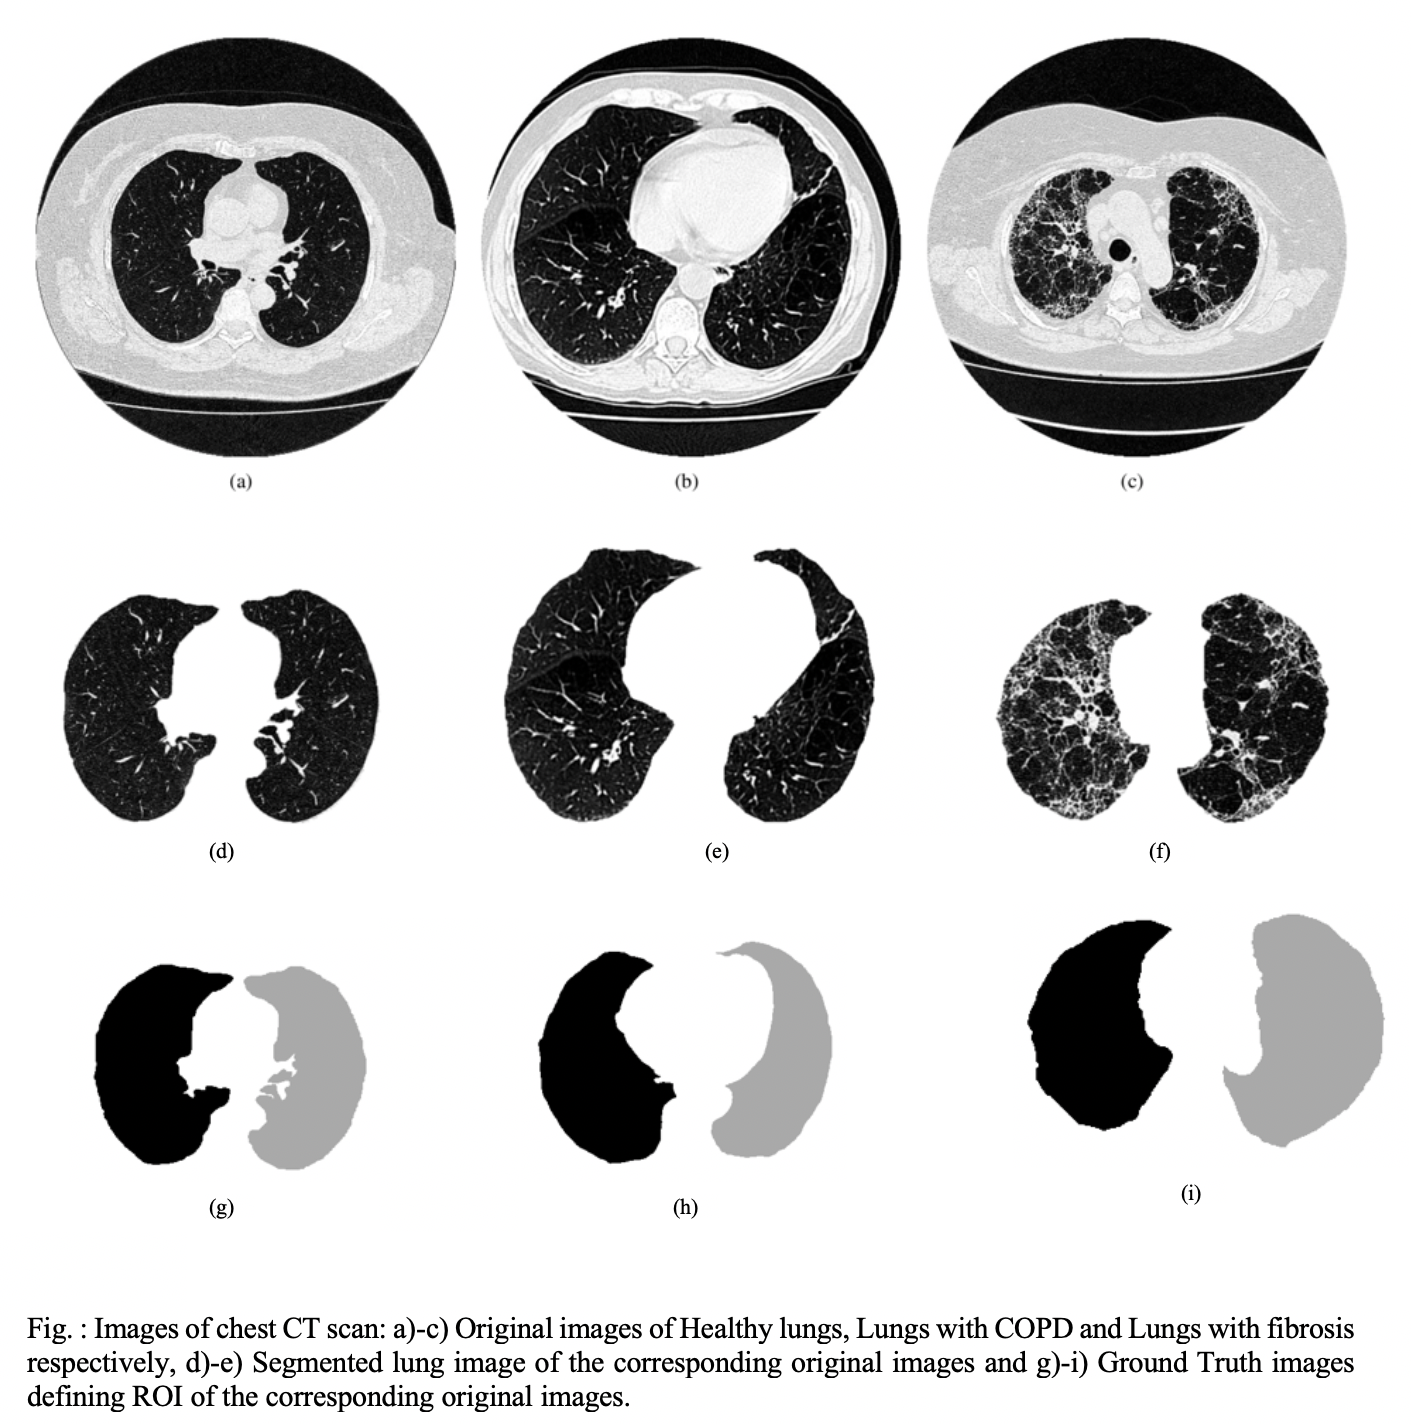 (a)
(b)
(c)
(d)
(e)
(f)
(g)
(h)
(i)
Fig. : Images of chest CT scan: a)-c) Original images of Healthy lungs, Lungs with COPD and Lungs with fibrosis
respectively, d)-e) Segmented lung image of the corresponding original images and g)-i) Ground Truth images
defining ROI of the corresponding original images.